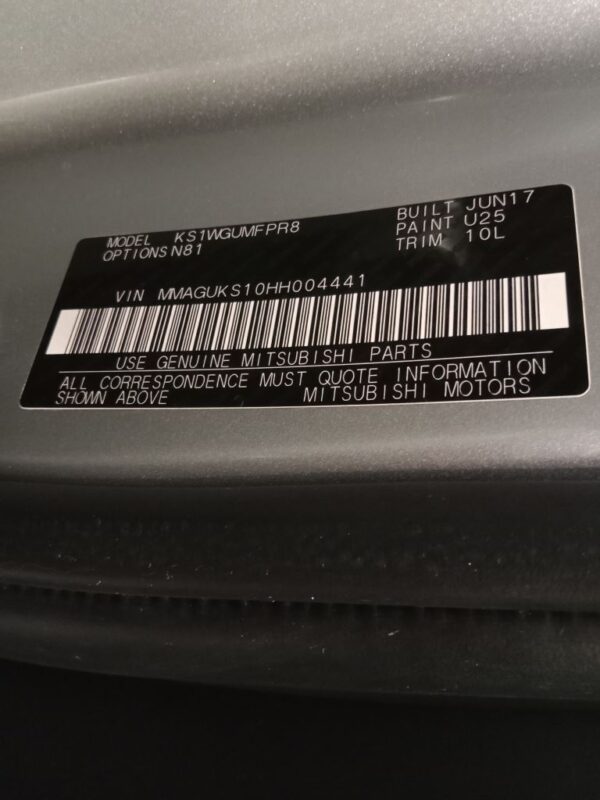 MODEL KS1WGUMFPR8 BUILT JUN17
OPTIONS N81 PAINT U25
TRIM 10L
VIN MMAGUKS10HH004441
USE GENUINE MITSUBISHI PARTS
ALL CORRESPONDENCE MUST QUOTE INFORMATION
SHOWN ABOVE MITSUBISHI MOTORS